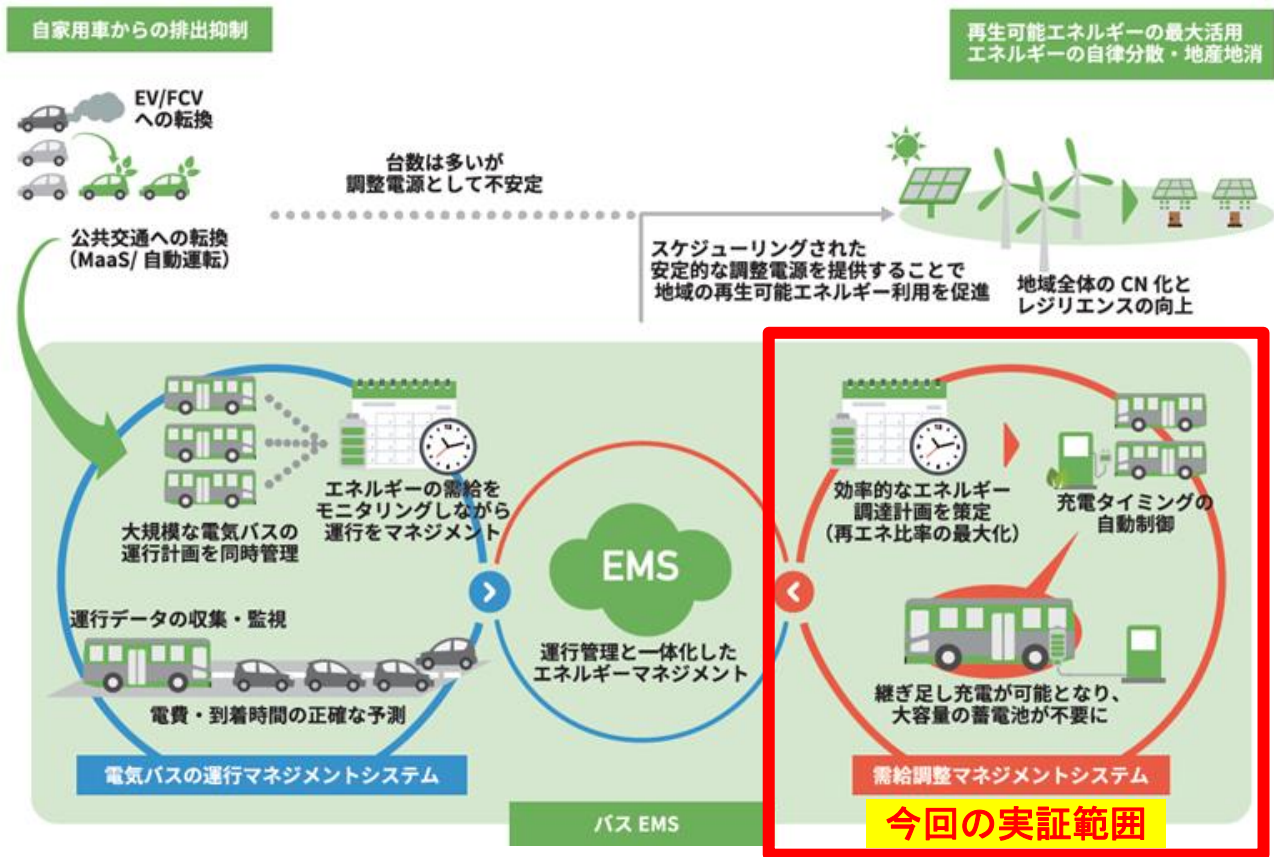 自家用車からの排出抑制
再生可能エネルギーの最大活用
エネルギーの自律分散・地産地消
EV/FCV
への転換
台数は多いが
調整電源として不安定
公共交通への転換
(MaaS/ 自動運転)
スケジューリングされた
安定的な調整電源を提供することで
地域の再生可能エネルギー利用を促進
地域全体の CN 化と
レジリエンスの向上
大規模な電気バスの
運行計画を同時管理
エネルギーの需給を
モニタリングしながら
運行をマネジメント
運行データの収集・監視
電費・到着時間の正確な予測
電気バスの運行マネジメントシステム
EMS
運行管理と一体化した
エネルギーマネジメント
バス EMS
効率的なエネルギー
調達計画を策定
(再エネ比率の最大化)
充電タイミングの
自動制御
継ぎ足し充電が可能となり、
大容量の蓄電池が不要に
需給調整マネジメントシステム
今回の実証範囲